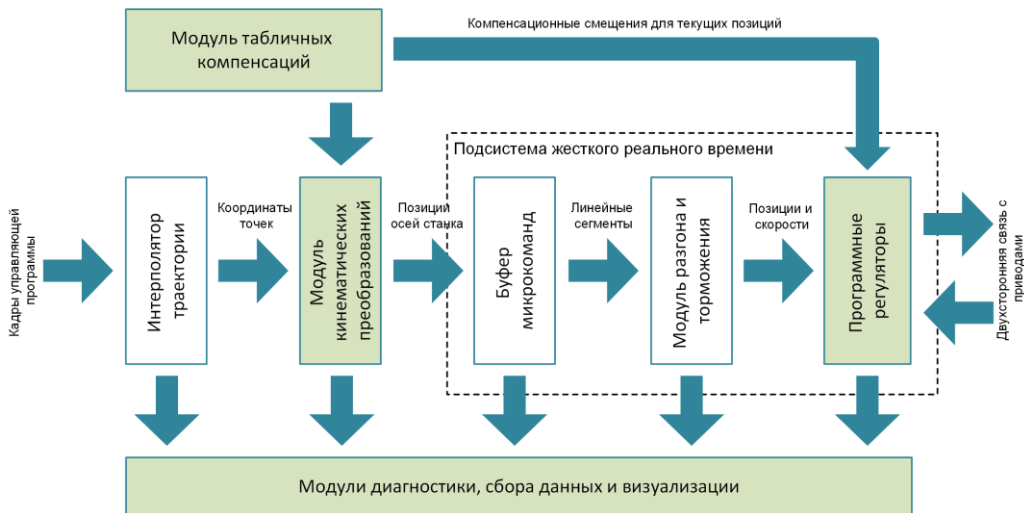 Компенсационные смещения для текущих позиций
Модуль табличных
компенсаций
Подсистема жесткого реального времени
Кадры управляющей
программы
Интерполятор
траектории
Координаты
точек
Модуль
кинематических
преобразований
Позиции
осей станка
Буфер
микрокоманд
Линейные
сегменты
Модуль разгона и
торможения
Позиции и
скорости
Программные
регуляторы
Двухсторонняя связь с
приводами
Модули диагностики, сбора данных и визуализации